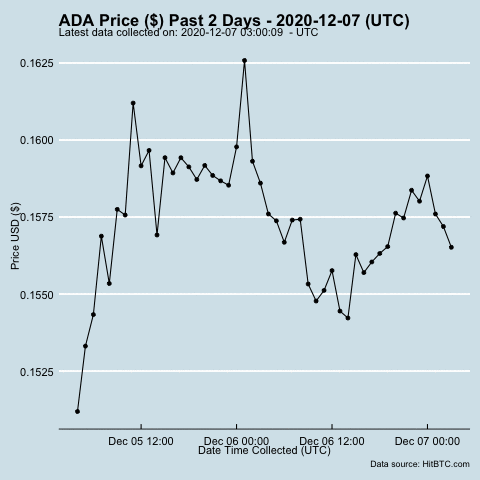 ADA Price ($) Past 2 Days - 2020-12-07 (UTC)
Latest data collected on: 2020-12-07 03:00:09 - UTC
0.1625
0.1600
0.1575
0.1550
0.1525
Price USD ($)
Dec 05 12:00 Dec 06 00:00 Dec 06 12:00 Dec 07 00:00
Date Time Collected (UTC)
Data source: HitBTC.com